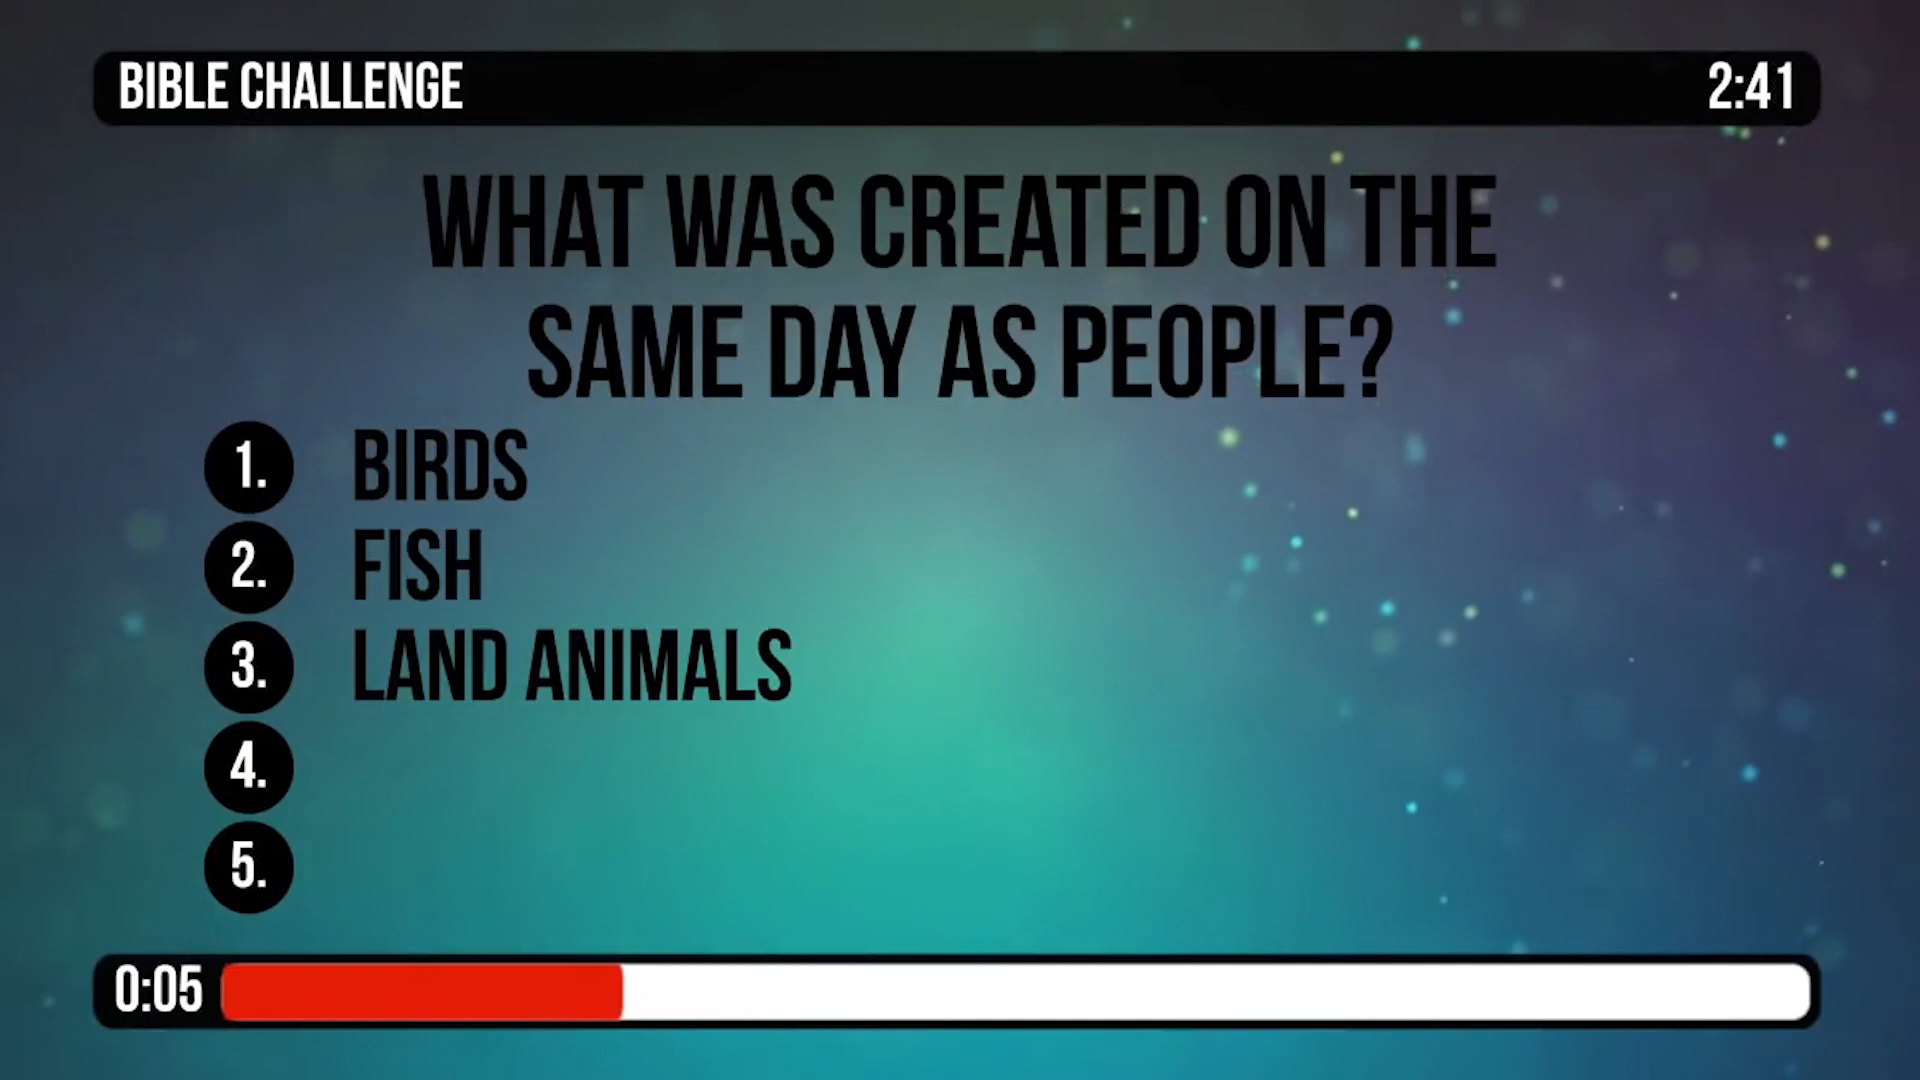 BIBLE CHALLENGE
2:41
WHAT WAS CREATED ON THE
SAME DAY AS PEOPLE?
1. BIRDS
2. FISH
3. LAND ANIMALS
4.
5.
0:05